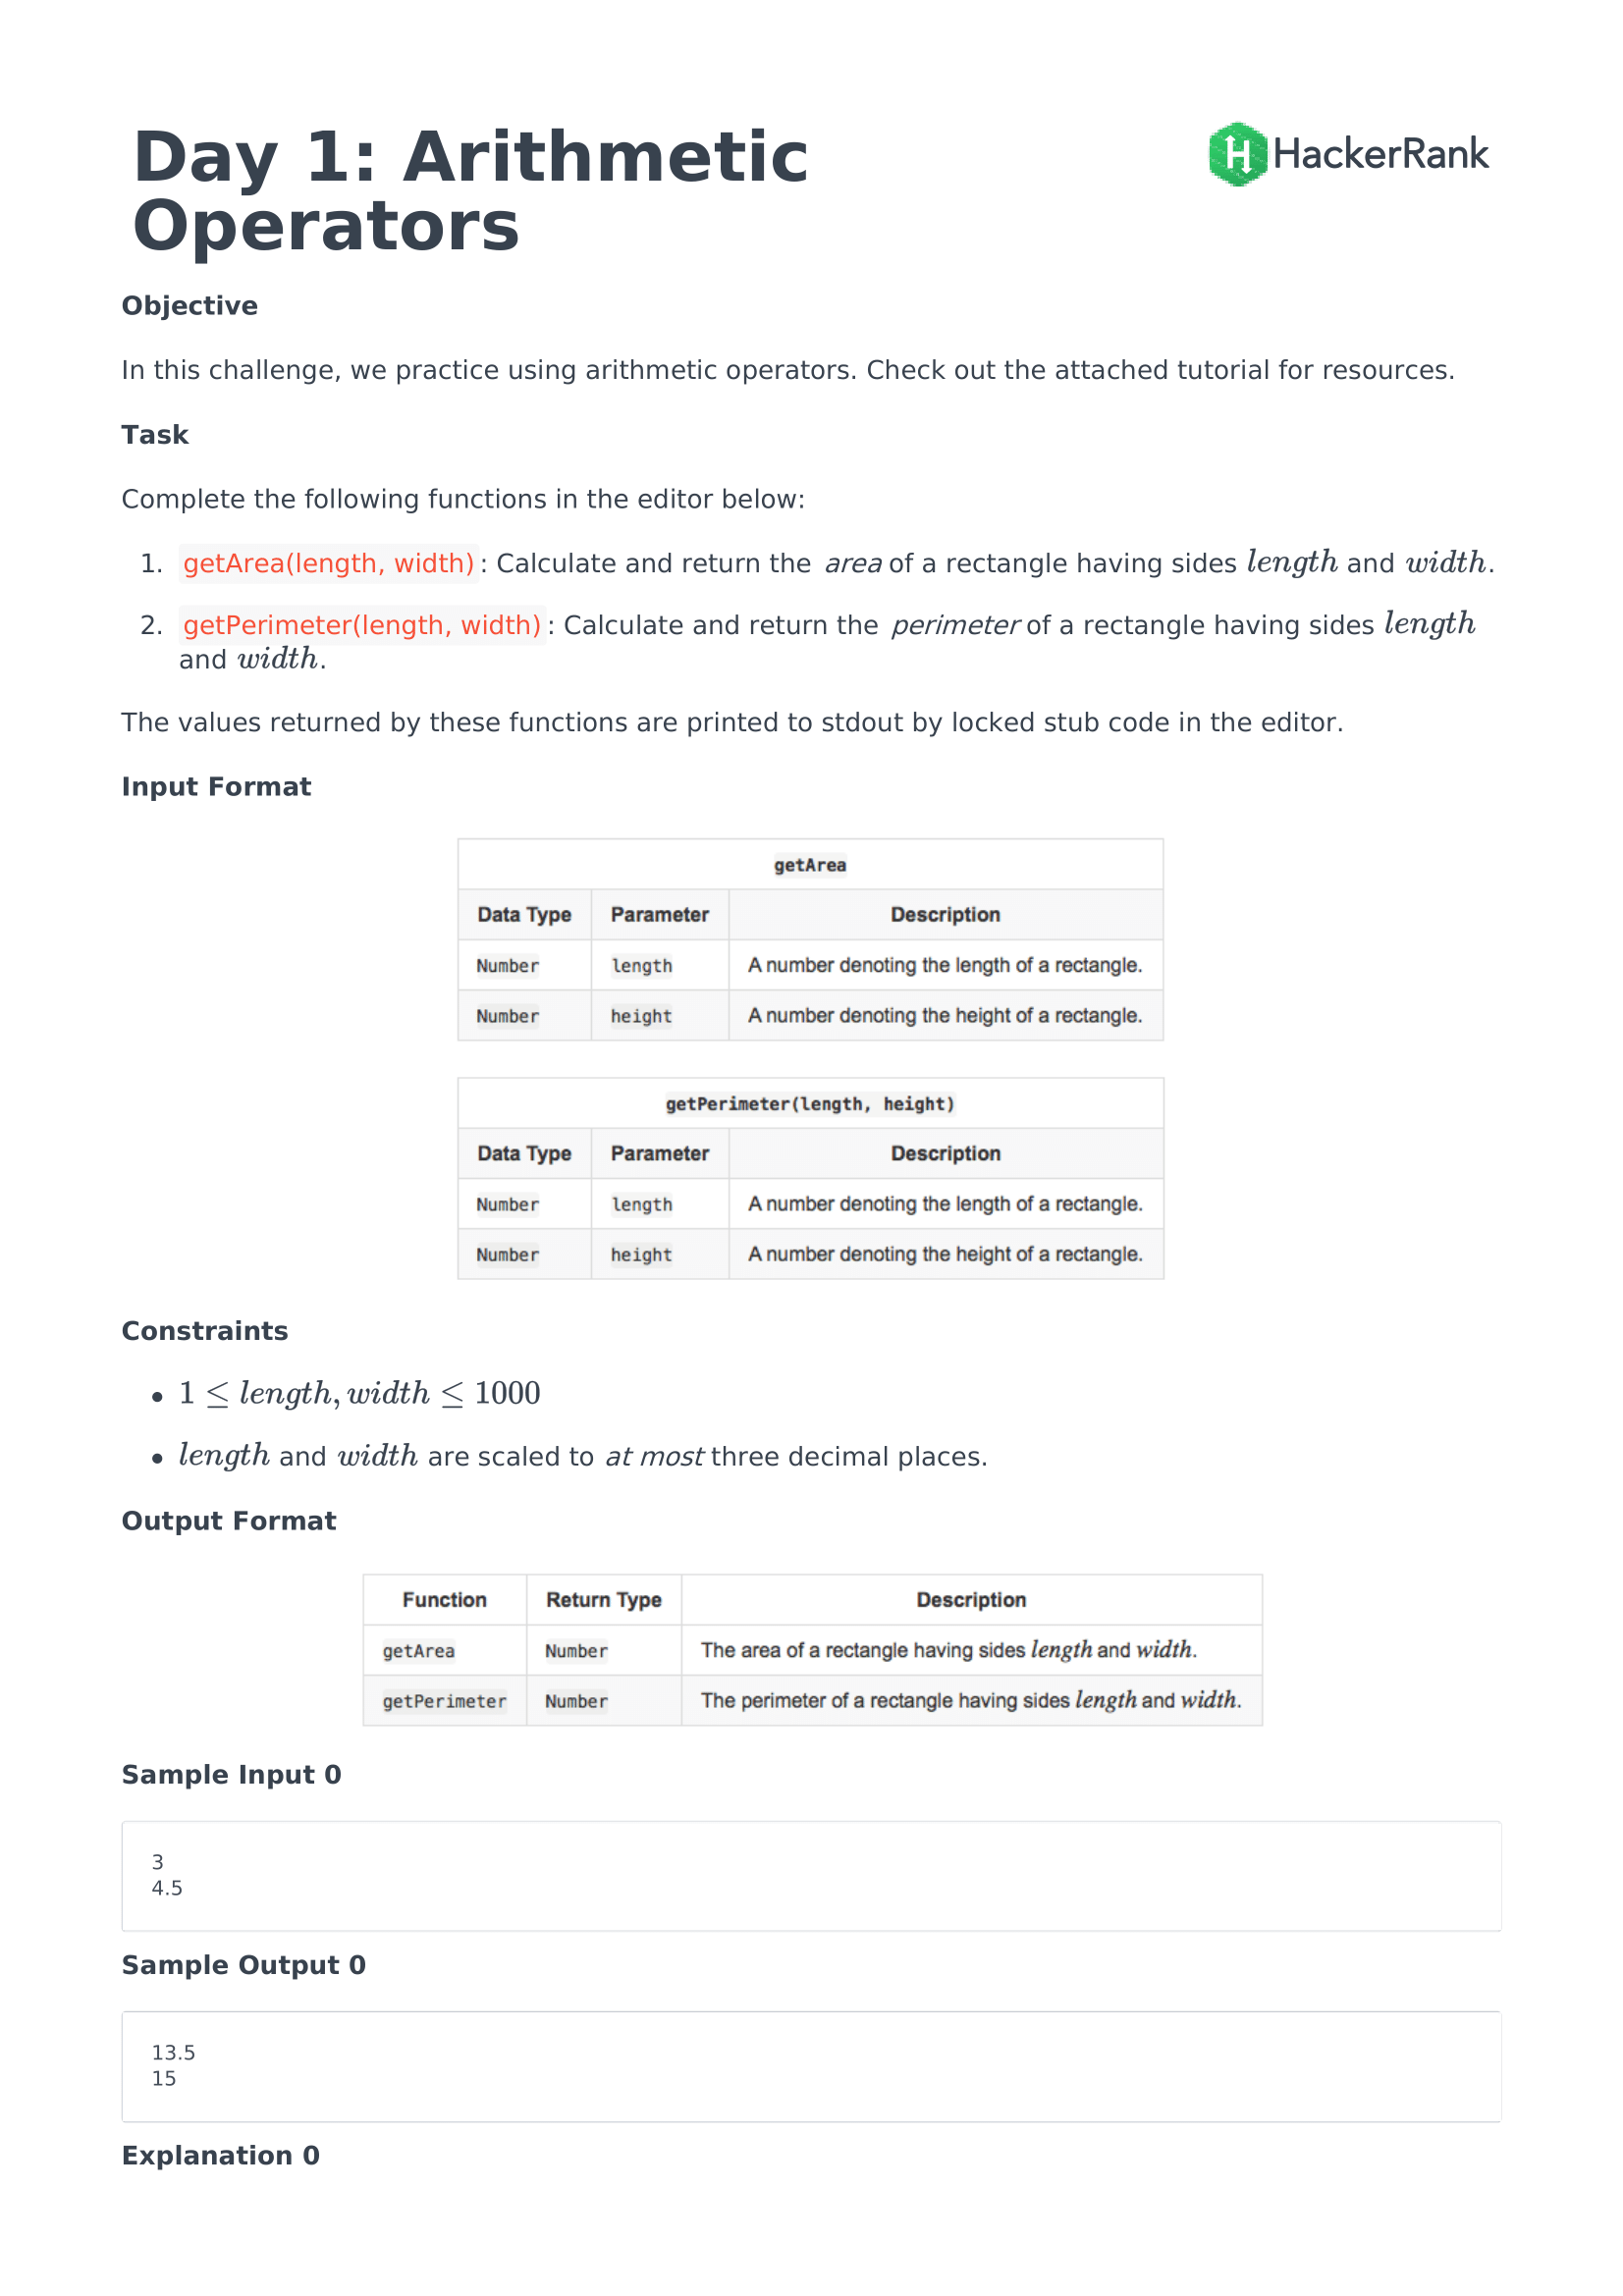 Day 1: Arithmetic
Operators
HackerRank
Objective
In this challenge, we practice using arithmetic operators. Check out the attached tutorial for resources.
Task
Complete the following functions in the editor below:
1. getArea(length, width): Calculate and return the area of a rectangle having sides length and width.
2. getPerimeter(length, width): Calculate and return the perimeter of a rectangle having sides length
and width.
The values returned by these functions are printed to stdout by locked stub code in the editor.
Input Format
getArea
Data Type Parameter Description
Number length A number denoting the length of a rectangle.
Number height A number denoting the height of a rectangle.
getPerimeter(length, height)
Data Type Parameter Description
Number length A number denoting the length of a rectangle.
Number height A number denoting the height of a rectangle.
Constraints
• 1 ≤ length, width ≤ 1000
• length and width are scaled to at most three decimal places.
Output Format
Function Return Type Description
getArea Number The area of a rectangle having sides length and width.
getPerimeter Number The perimeter of a rectangle having sides length and width.
Sample Input 0
3
4.5
Sample Output 0
13.5
15
Explanation 0